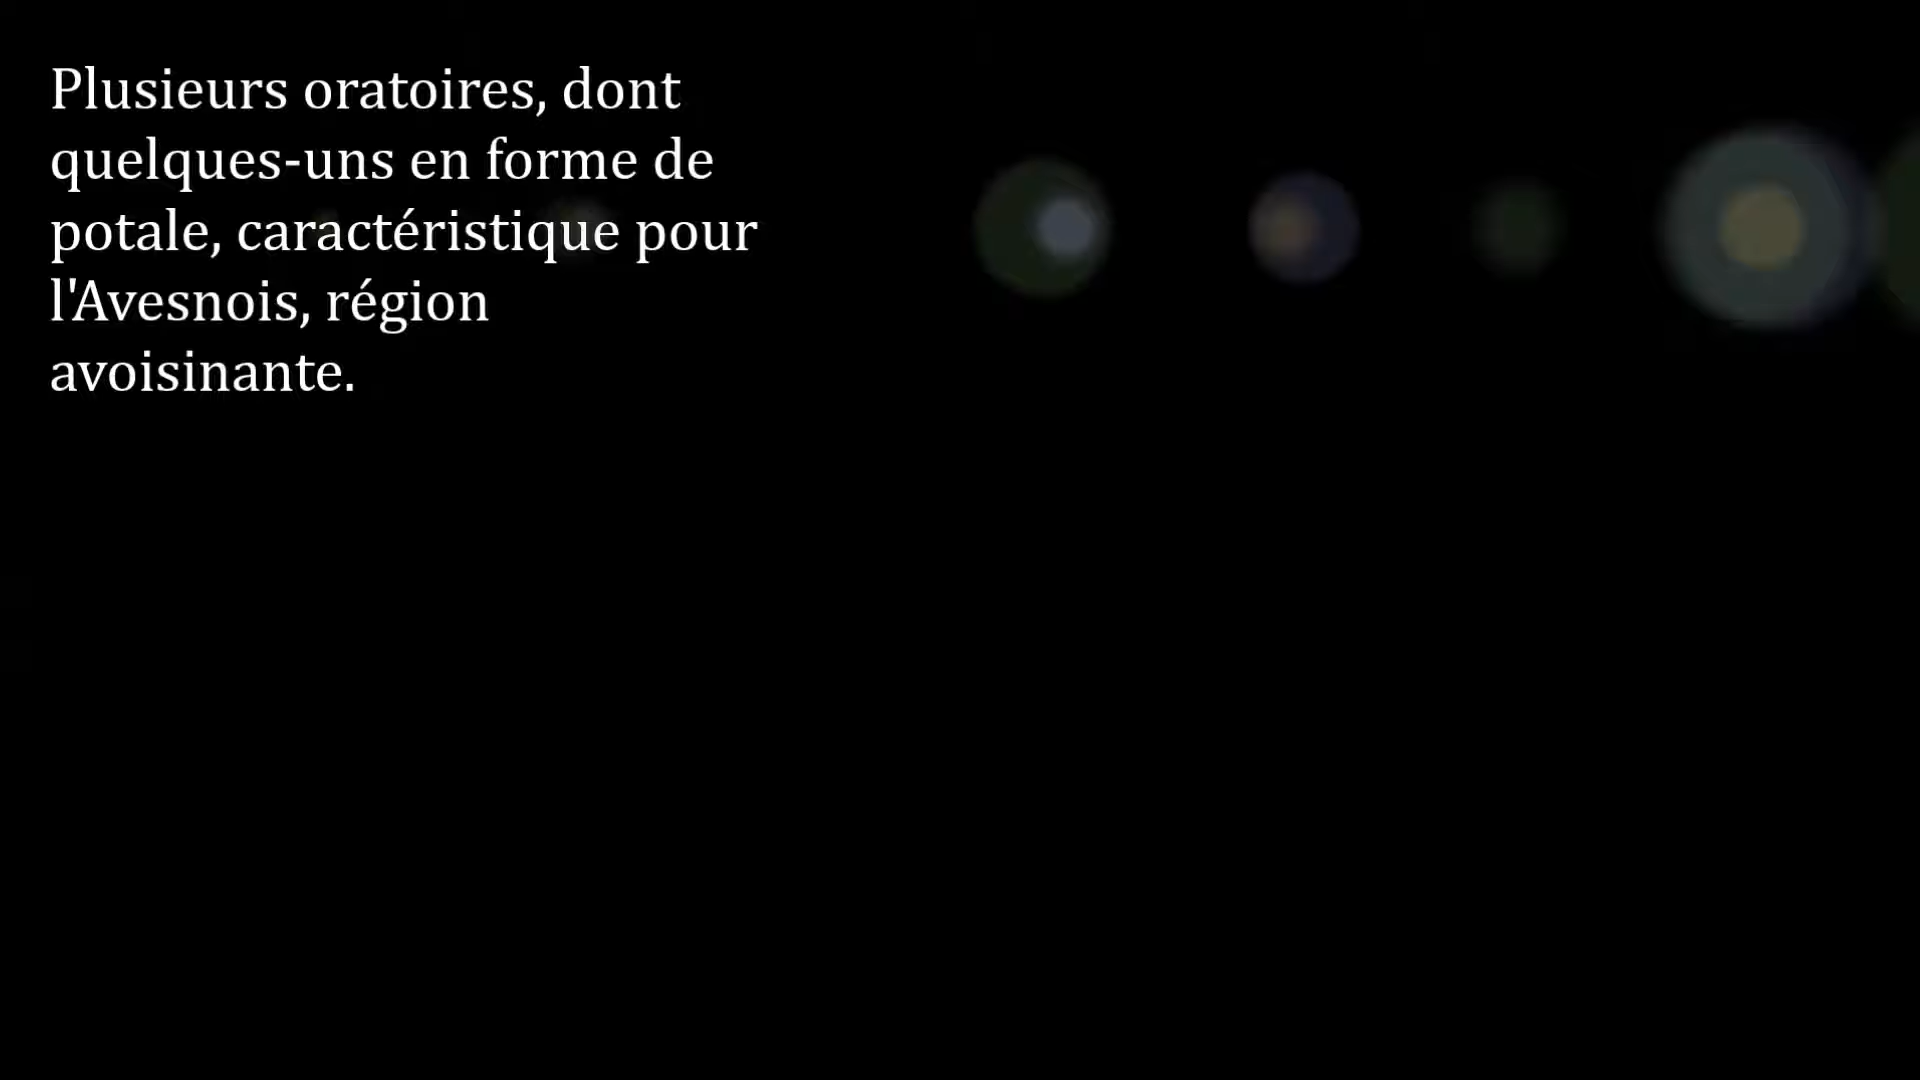 Plusieurs oratoires, dont
quelques-uns en forme de
potale, caractéristique pour
l'Avesnois, région
avoisinante.